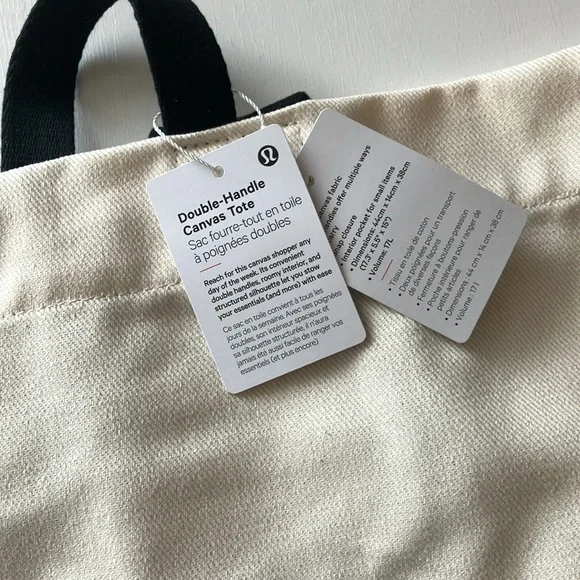 Double-Handle
Canvas Tote
Sac fourre-tout en toile
à poignées doubles
Reach for this canvas shopper any
day of the week. Its convenient
double handles, roomy interior, and
structured silhouette let you stow
your essentials (and more) with ease
Ce sac en toile convient à tous les
jours de la semaine. Avec ses poignées
doubles, son intérieur spacieux et
sa silhouette structurée, il n'aura
jamais été aussi facile de ranger vos
essentiels (et plus encore)
fabric
offer multiple ways
closure
• Interior pocket for small items
• Dimensions: 44cm x 14cm x 38cm
(17.3" x 5.5" x 15")
• Volume: 17L
• Tissu en toile de coton
• Deux poignées pour un transport
de diverses façons
• Fermeture à boutons-pression
• Poche intérieure pour ranger de
petits articles
• Dimensions: 44 cm x 14 cm x 38 cm
• Volume: 17 l